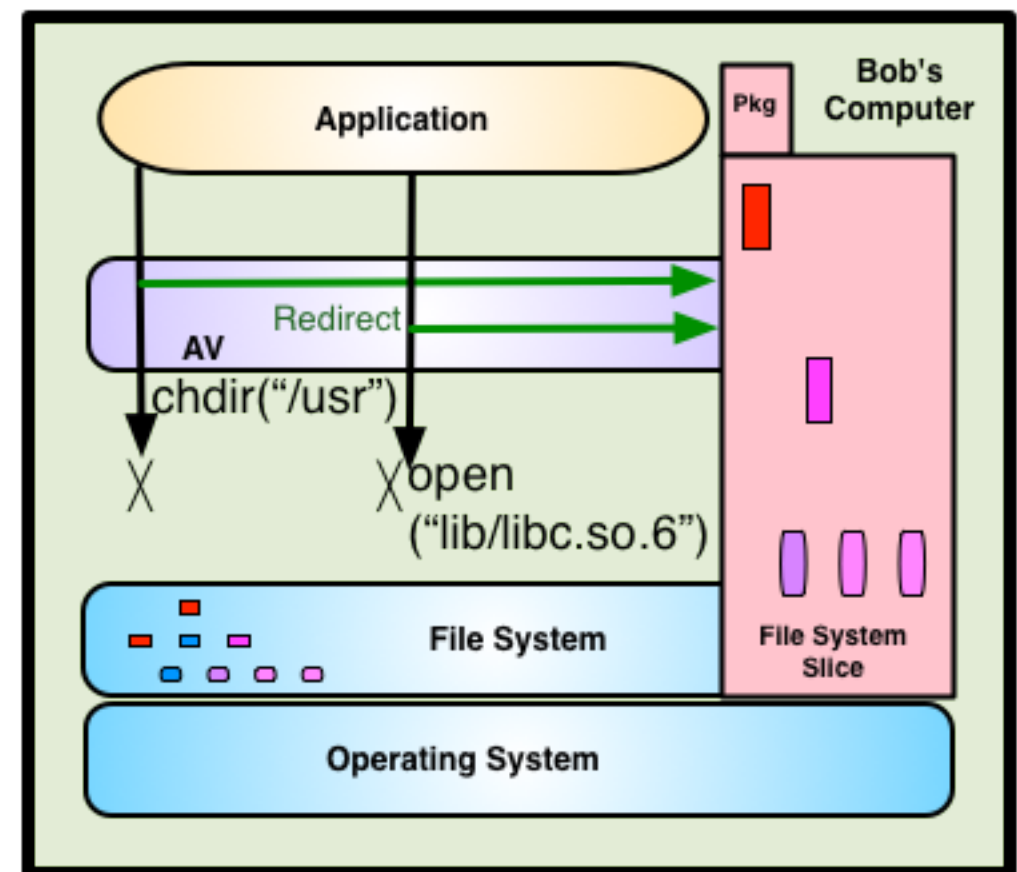 Bob's
Computer
Pkg
Application
Redirect
AV
chdir(“/usr”)
open
(“lib/libc.so.6”)
File System
File System
Slice
Operating System